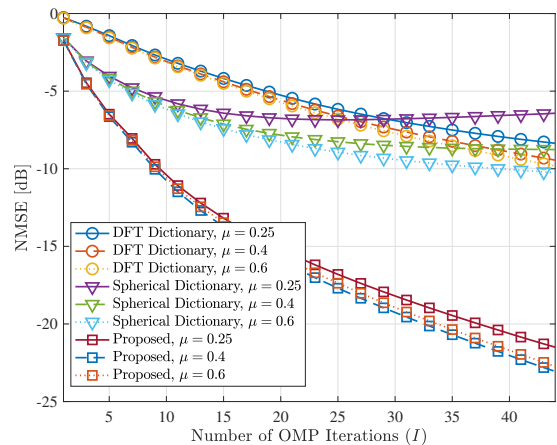 0
-5
-10
-15
-20
-25
NMSE [dB]
DFT Dictionary, μ = 0.25
DFT Dictionary, μ = 0.4
DFT Dictionary, μ = 0.6
Spherical Dictionary, μ = 0.25
Spherical Dictionary, μ = 0.4
Spherical Dictionary, μ = 0.6
Proposed, μ = 0.25
Proposed, μ = 0.4
Proposed, μ = 0.6
5 10 15 20 25 30 35 40
Number of OMP Iterations (I)